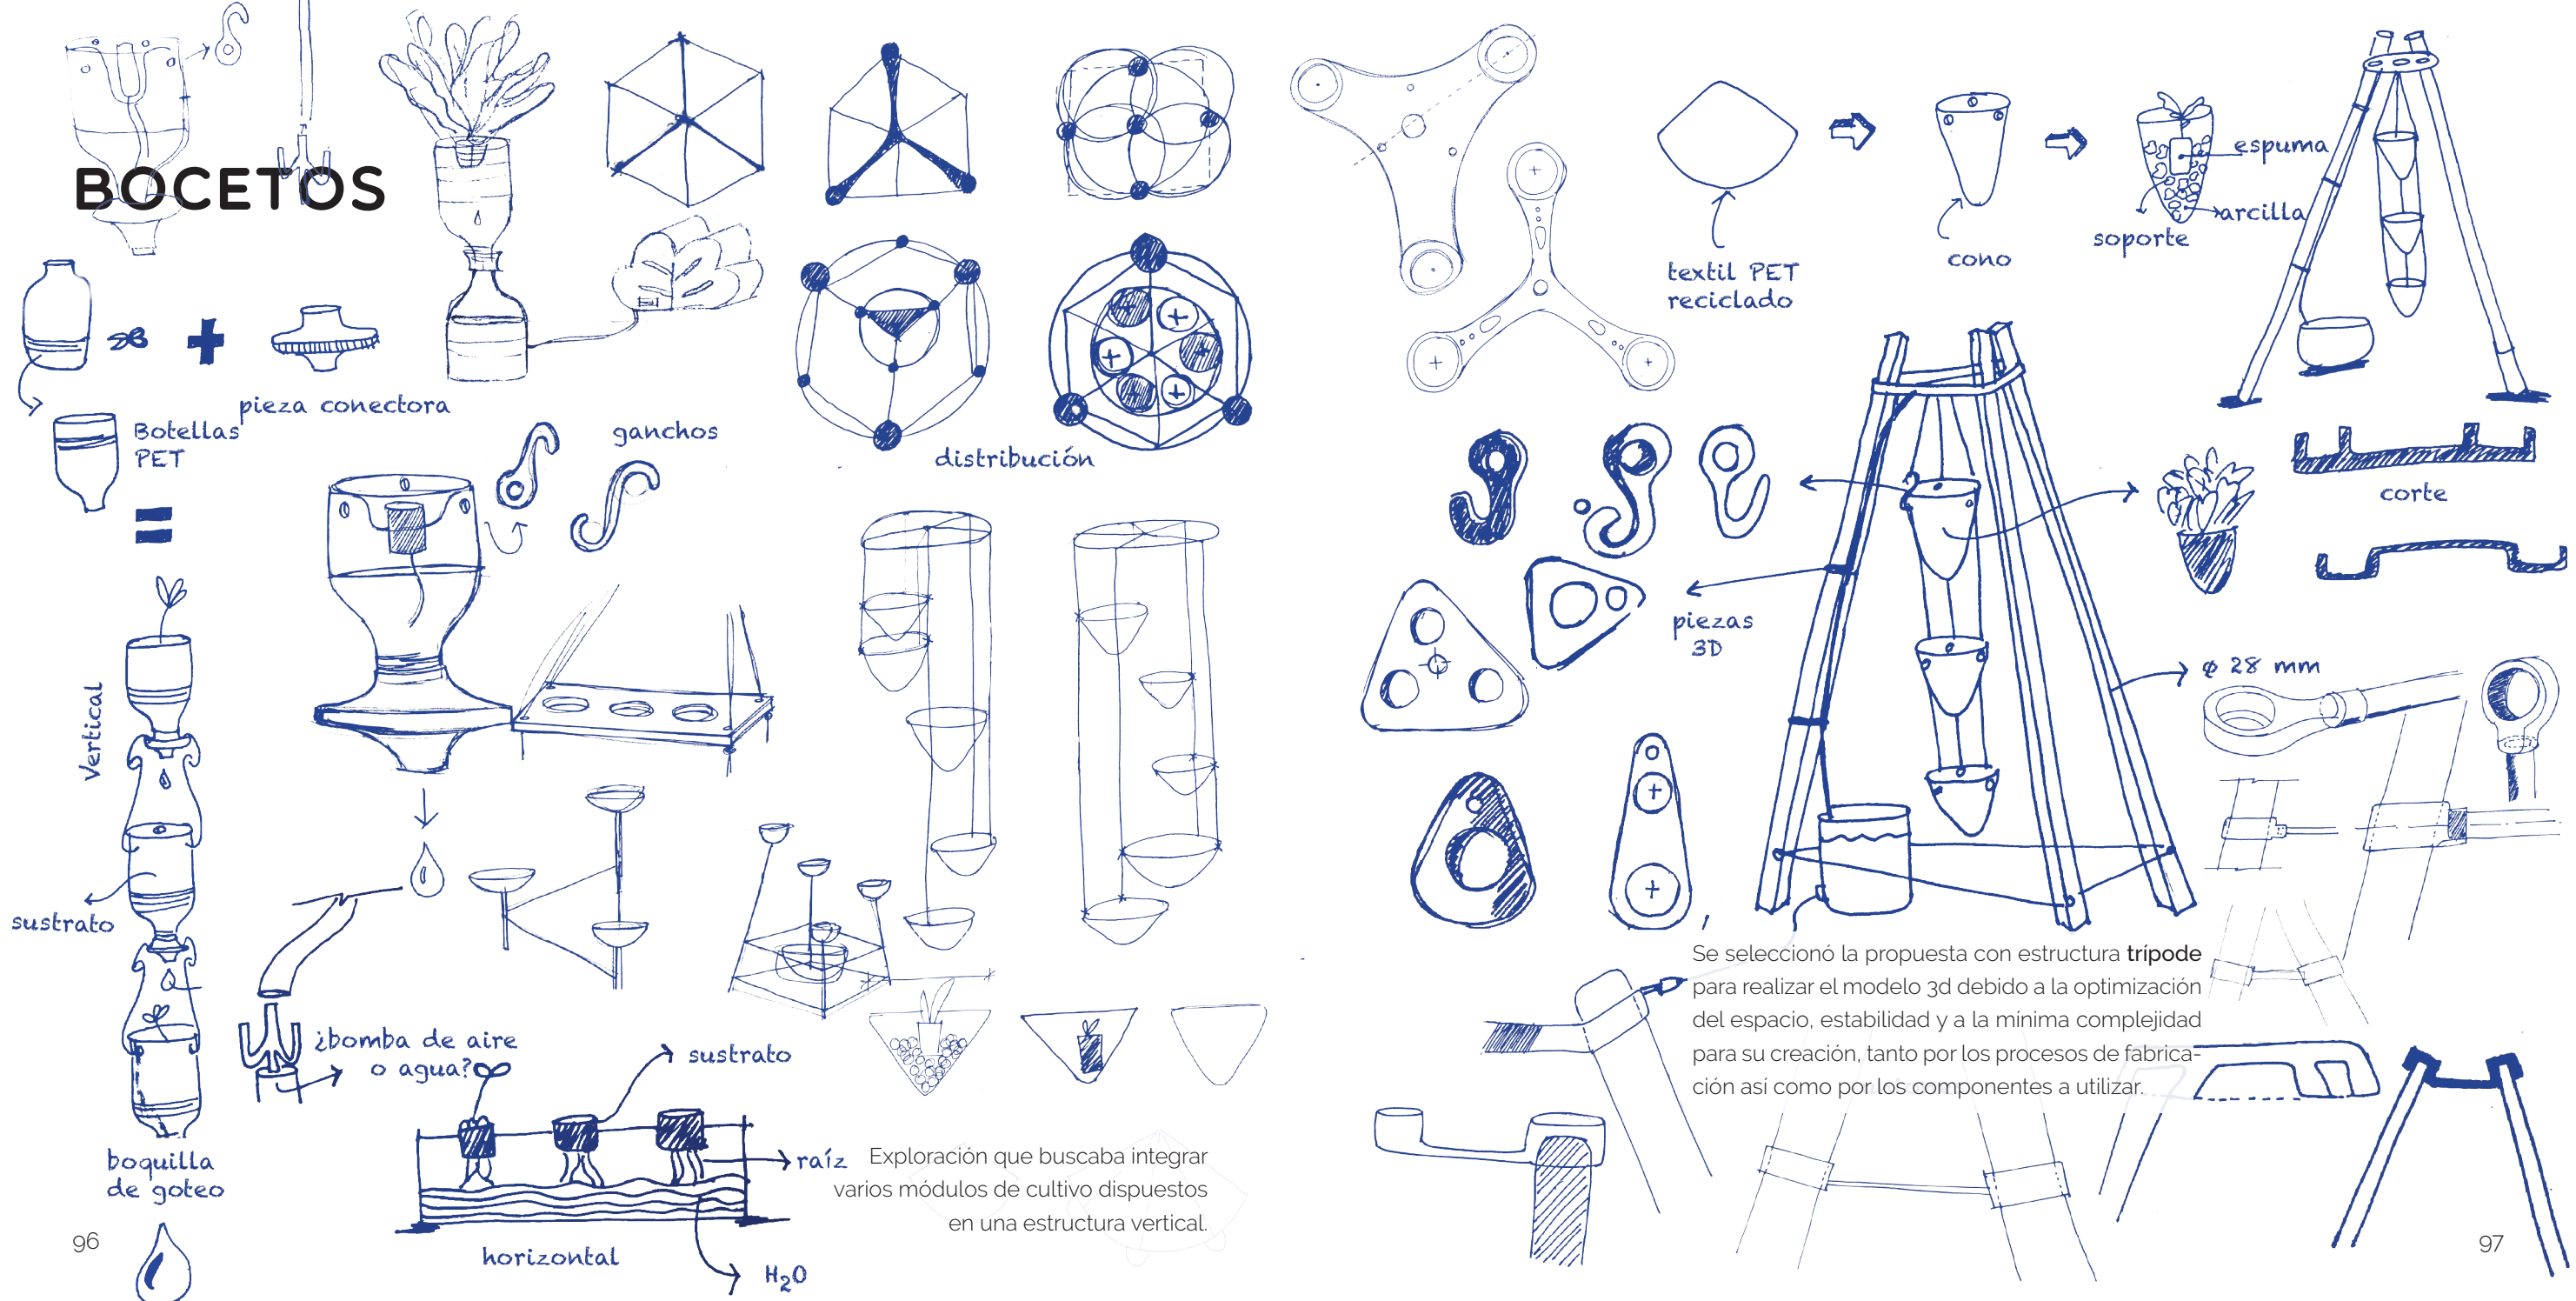 BOCETOS
pieza conectora
Botellas
PET
ganchos
distribución
Vertical
sustrato
¿bomba de aire
o agua?
sustrato
raíz
boquilla
de goteo
horizontal
H₂O
Exploración que buscaba integrar
varios módulos de cultivo dispuestos
en una estructura vertical.
96
textil PET
reciclado
cono
espuma
arcilla
soporte
corte
piezas
3D
φ 28 mm
Se seleccionó la propuesta con estructura trípode
para realizar el modelo 3d debido a la optimización
del espacio, estabilidad y a la mínima complejidad
para su creación, tanto por los procesos de fabrica-
ción así como por los componentes a utilizar.
97